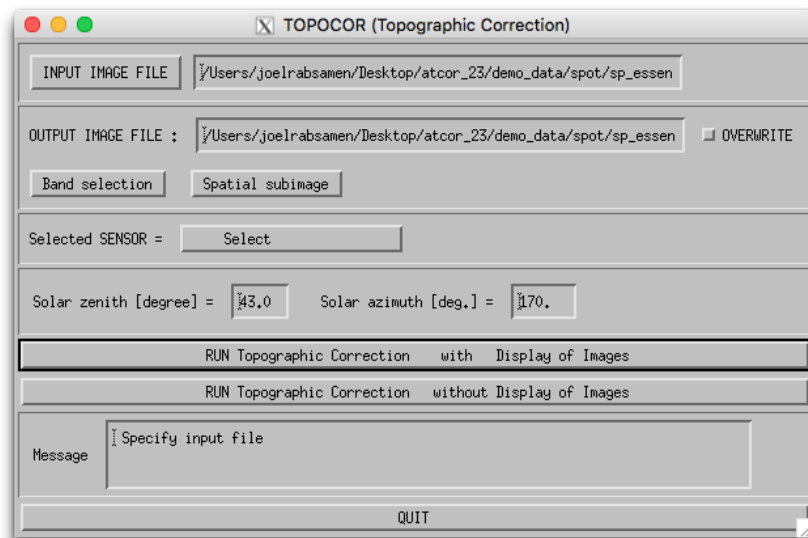 TOPOCOR (Topographic Correction)
INPUT IMAGE FILE /Users/joelrabsamen/Desktop/atcor_23/demo_data/spot/sp_essen
OUTPUT IMAGE FILE : /Users/joelrabsamen/Desktop/atcor_23/demo_data/spot/sp_essen OVERWRITE
Band selection Spatial subimage
Selected SENSOR = Select
Solar zenith [degree] = 43.0 Solar azimuth [deg.] = 170.
RUN Topographic Correction with Display of Images
RUN Topographic Correction without Display of Images
Message Specify input file
QUIT